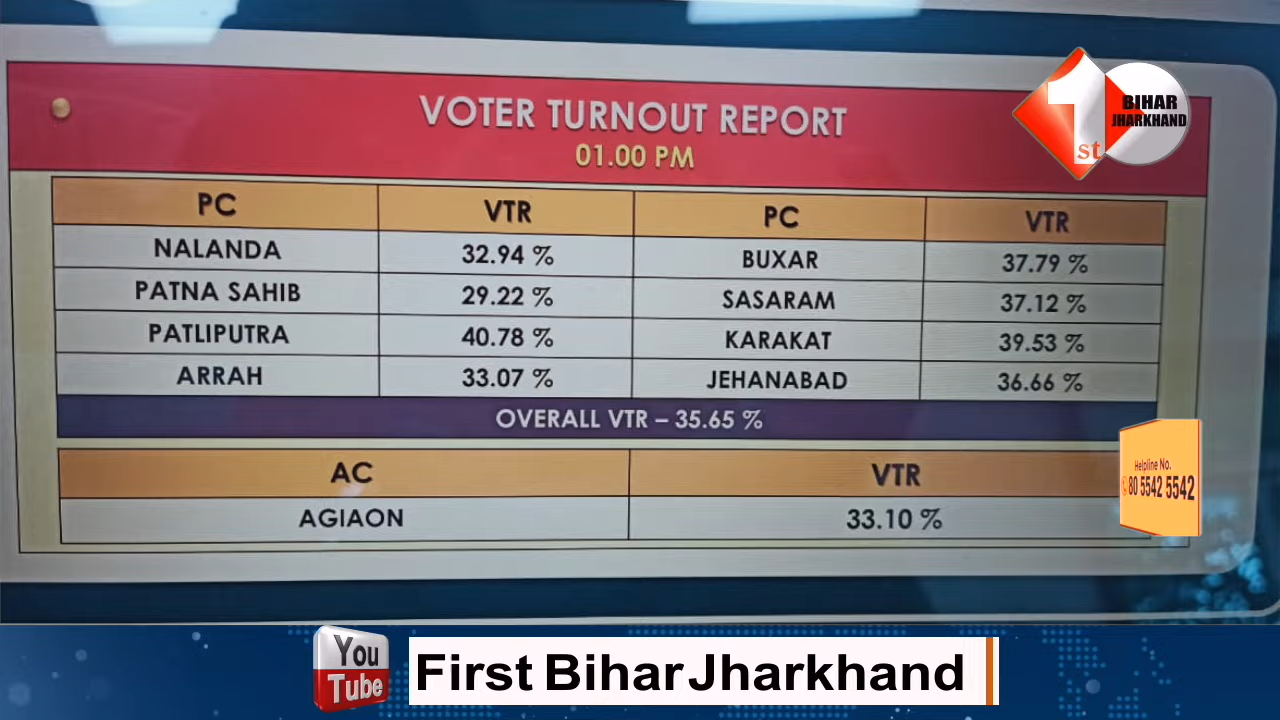 VOTER TURNOUT REPORT
01.00 PM
1st
BIHAR
JHARKHAND
PC VTR PC VTR
NALANDA 32.94 % BUXAR 37.79 %
PATNA SAHIB 29.22 % SASARAM 37.12 %
PATLIPUTRA 40.78 % KARAKAT 39.53 %
ARRAH 33.07 % JEHANABAD 36.66 %
OVERALL VTR – 35.65 %
AC VTR
AGIAON 33.10 %
Helpline No.
80 5542 5542
You
Tube
First Bihar Jharkhand